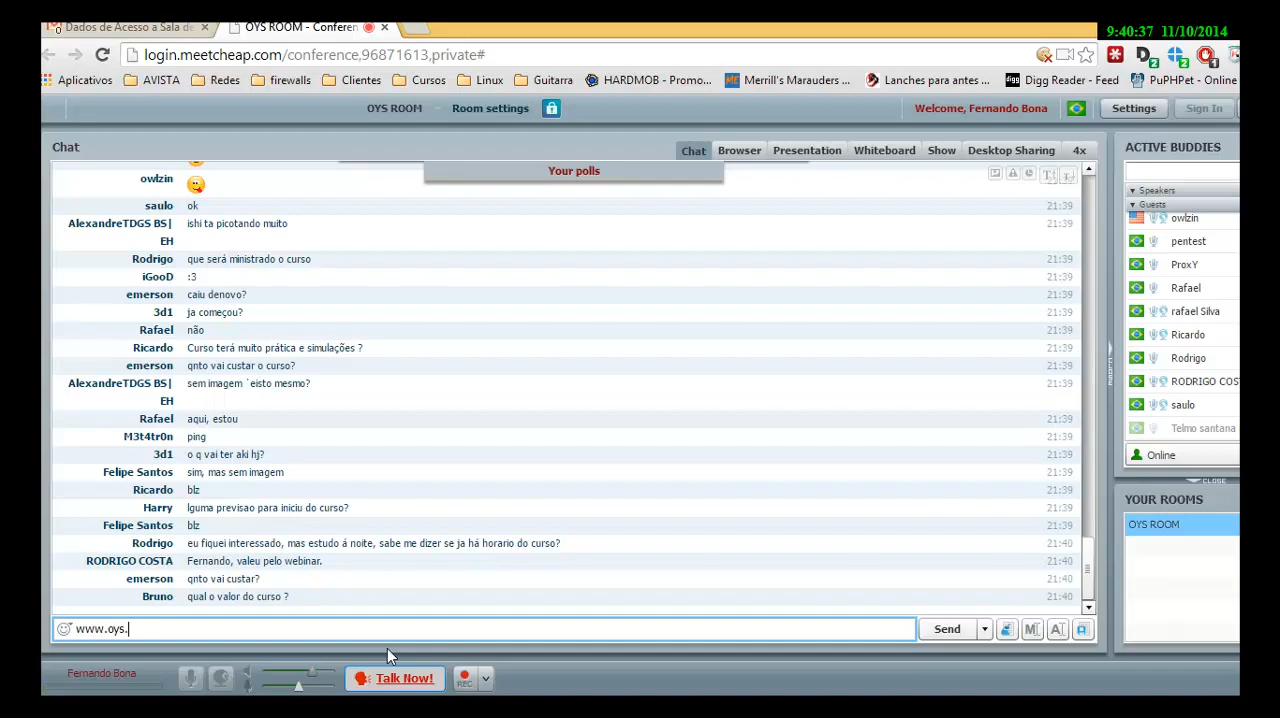 Dados de Acesso a Sala de
OYS ROOM - Conferen
9:40:37 11/10/2014
login.meetcheap.com/conference,96871613,private#
Aplicativos AVISTA Redes firewalls Clientes Cursos Linux Guitarra HARDMOB - Promo... Merrill's Marauders ... Lanches para antes ... Digg Reader - Feed PuPHPet - Online
OYS ROOM Room settings Welcome, Fernando Bona Settings Sign In
Chat Chat Browser Presentation Whiteboard Show Desktop Sharing 4x
Your polls
owlzin
saulo ok 21:39
AlexandreTDGS BS| ishi ta picotando muito 21:39
EH
Rodrigo que será ministrado o curso 21:39
iGooD :3 21:39
emerson caiu denovo? 21:39
3d1 ja começou? 21:39
Rafael não 21:39
Ricardo Curso terá muito prática e simulações ? 21:39
emerson qnto vai custar o curso? 21:39
AlexandreTDGS BS| sem imagem ´eisto mesmo? 21:39
EH
Rafael aqui, estou 21:39
M3t4tr0n ping 21:39
3d1 o q vai ter aki hj? 21:39
Felipe Santos sim, mas sem imagem 21:39
Ricardo blz 21:39
Harry lguma previsao para iniciu do curso? 21:39
Felipe Santos blz 21:39
Rodrigo eu fiquei interessado, mas estudo á noite, sabe me dizer se ja há horario do curso? 21:40
RODRIGO COSTA Fernando, valeu pelo webinar. 21:40
emerson qnto vai custar? 21:40
Bruno qual o valor do curso ? 21:40
www.oys.
Send
Fernando Bona
Talk Now!
REC
ACTIVE BUDDIES
Speakers
Guests
owlzin
pentest
ProxY
Rafael
rafael Silva
Ricardo
Rodrigo
RODRIGO COS
saulo
Telmo santana
Online
CLOSE
YOUR ROOMS
OYS ROOM